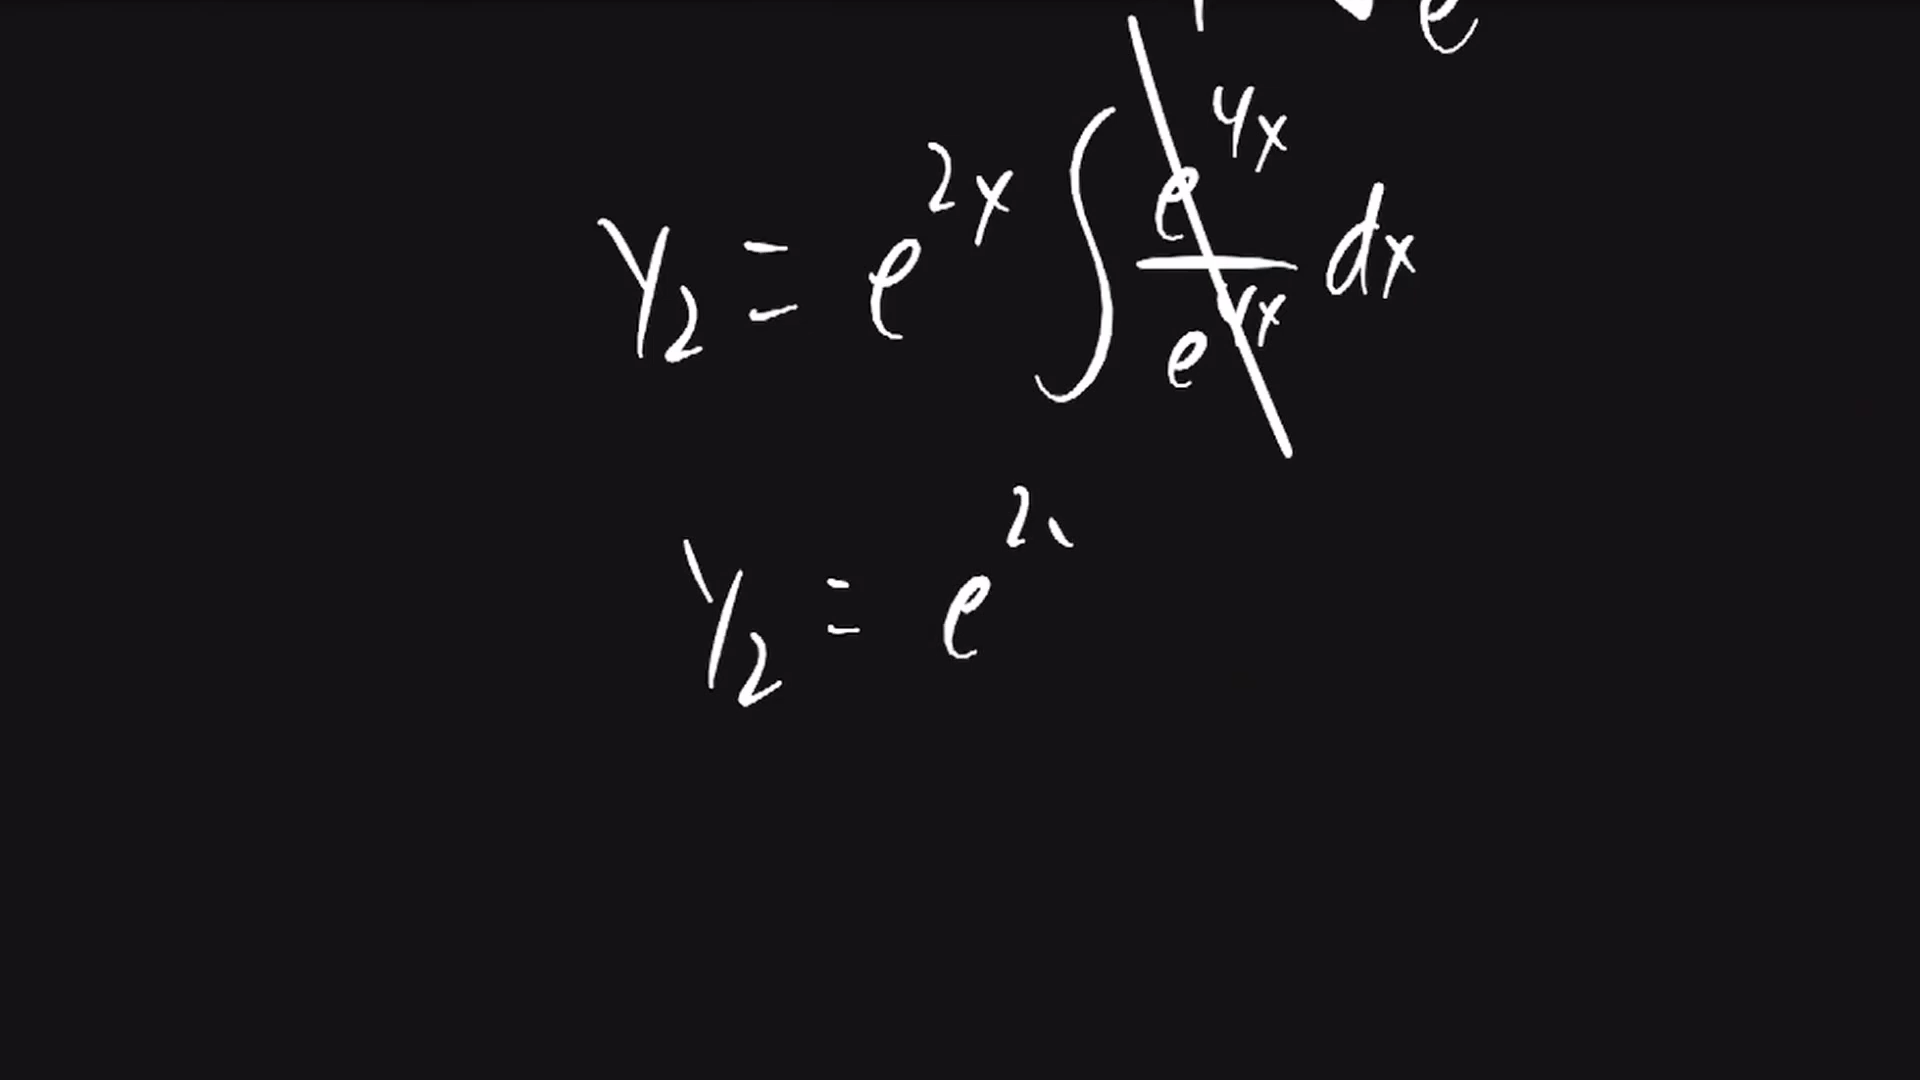 e
y₂ = e^{2x} ∫ e^{4x}/e^{4x} dx
y₂ = e^{2\